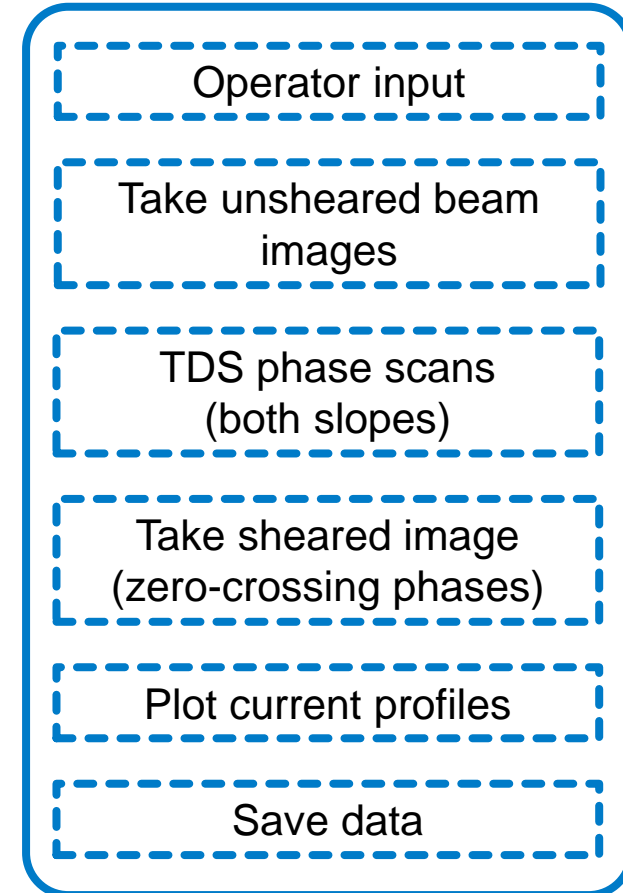 Operator input
Take unsheared beam
images
TDS phase scans
(both slopes)
Take sheared image
(zero-crossing phases)
Plot current profiles
Save data